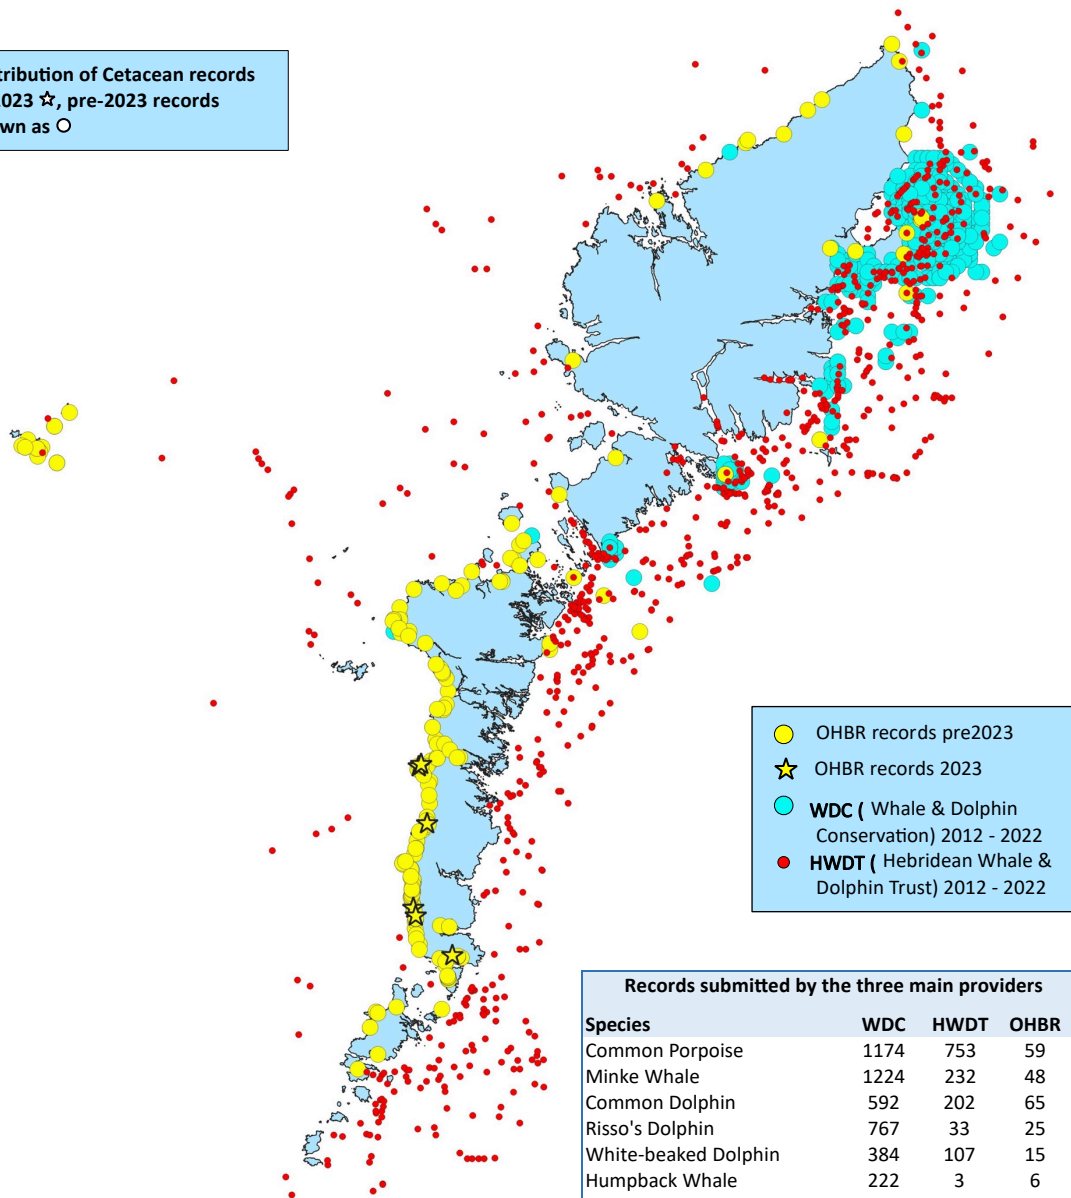 tribution of Cetacean records
023 ☆, pre-2023 records
wn as ○
OHBR records pre2023
OHBR records 2023
WDC ( Whale & Dolphin
Conservation) 2012 - 2022
HWDT ( Hebridean Whale &
Dolphin Trust) 2012 - 2022
Records submitted by the three main providers
Species WDC HWDT OHBR
Common Porpoise 1174 753 59
Minke Whale 1224 232 48
Common Dolphin 592 202 65
Risso's Dolphin 767 33 25
White-beaked Dolphin 384 107 15
Humpback Whale 222 3 6